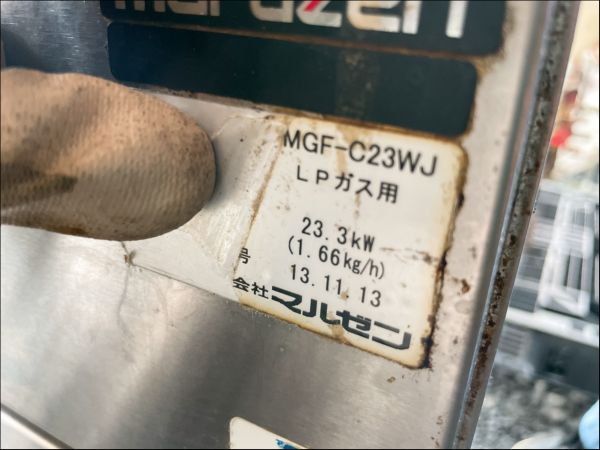 maruzen
MGF-C23WJ
LPガス用
23.3kW
(1.66kg/h)
号 13.11.13
会社 マルゼン